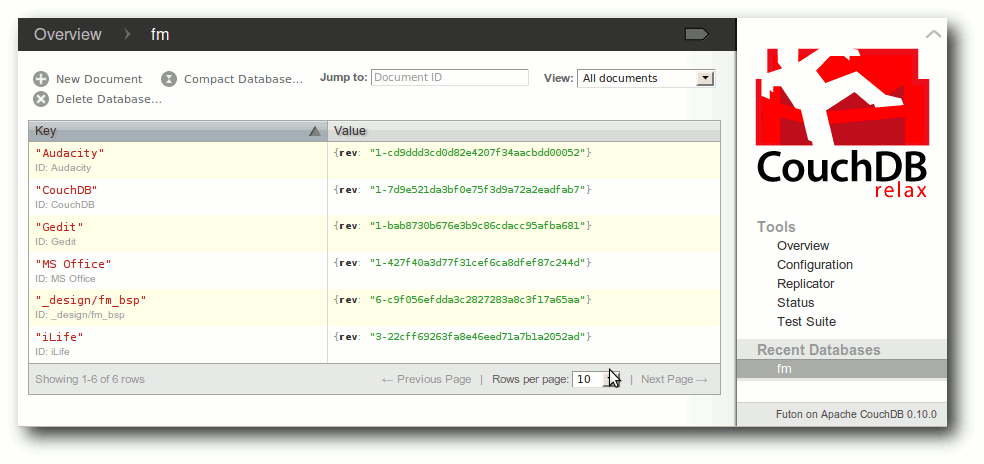 Overview fm
New Document Compact Database... Jump to: Document ID View: All documents
Delete Database...
Key Value
"Audacity" {rev: "1-cd9ddd3cd0d82e4207f34aacbdd00052"}
ID: Audacity
"CouchDB" {rev: "1-7d9e521da3bf0e75f3d9a72a2eadfab7"}
ID: CouchDB
"Gedit" {rev: "1-bab8730b676e3b9c86cdacc95afba681"}
ID: Gedit
"MS Office" {rev: "1-427f40a3d77f31cef6ca8dfef87c244d"}
ID: MS Office
"_design/fm_bsp" {rev: "6-c9f056efdda3c2827283a8c3f17a65aa"}
ID: _design/fm_bsp
"iLife" {rev: "3-22cff69263fa8e46eed71a7b1a2052ad"}
ID: iLife
Showing 1-6 of 6 rows ← Previous Page | Rows per page: 10 | Next Page →
CouchDB
relax
Tools
Overview
Configuration
Replicator
Status
Test Suite
Recent Databases
fm
Futon on Apache CouchDB 0.10.0